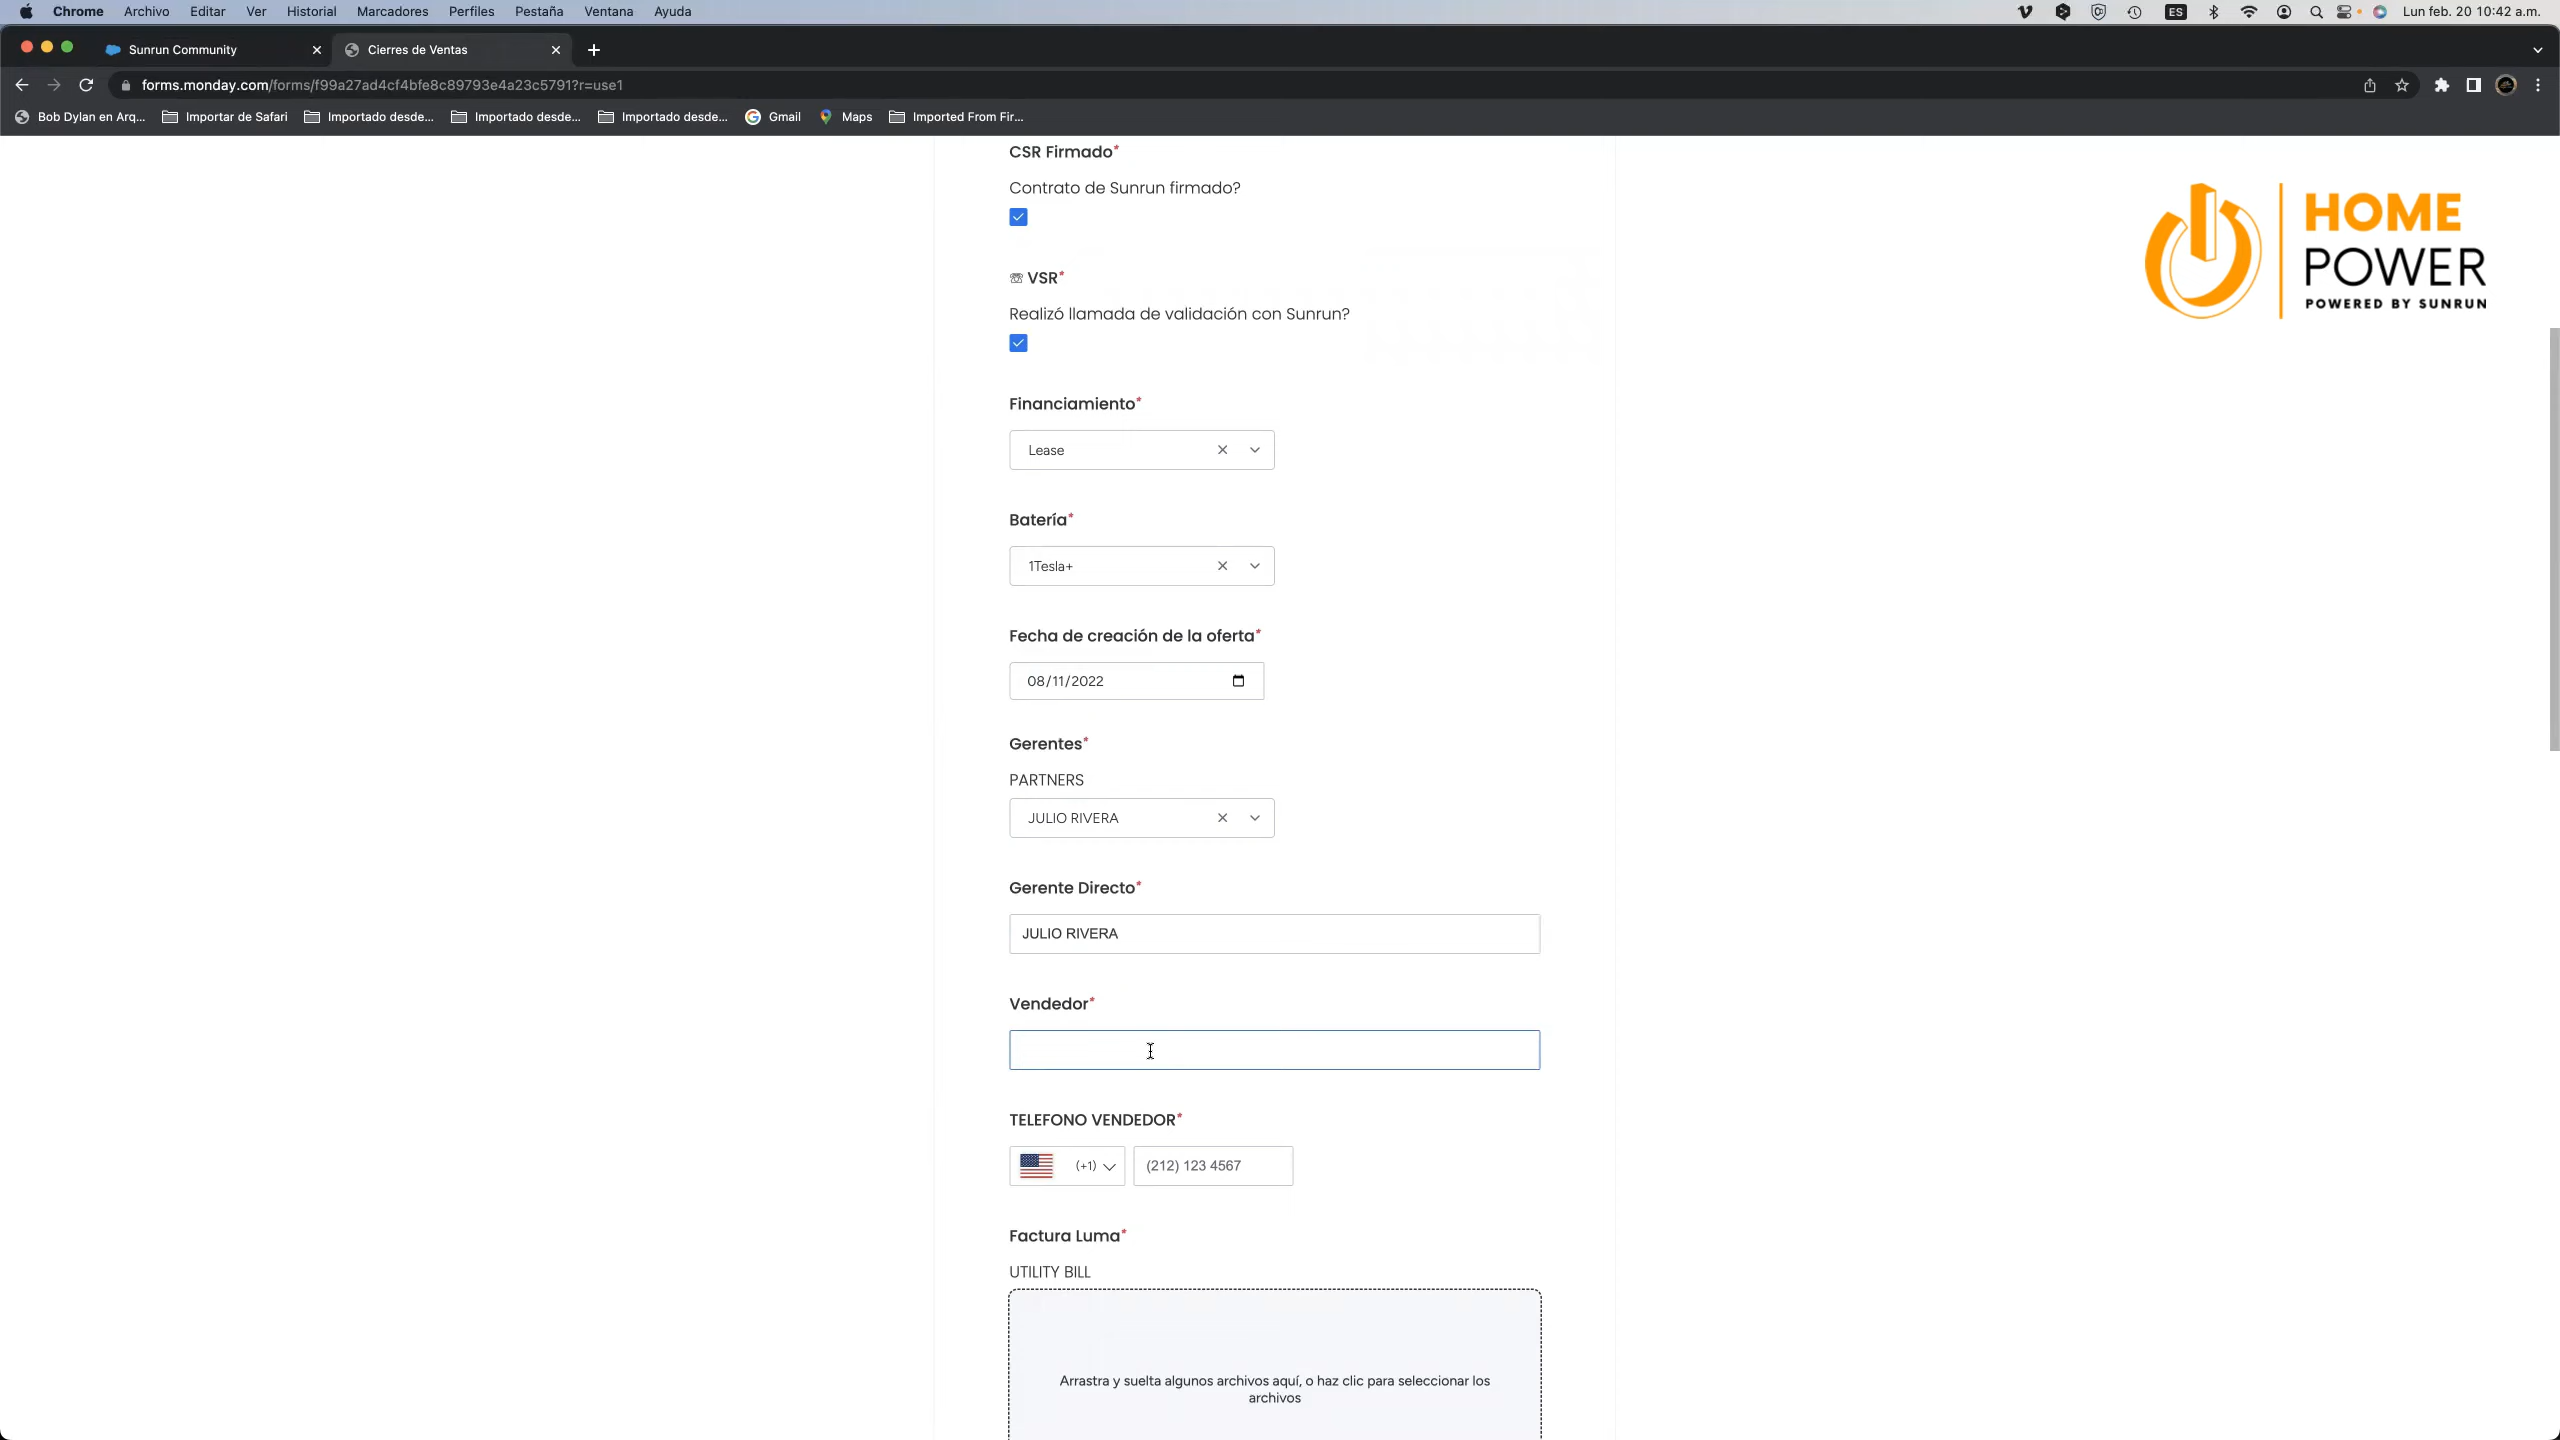 Chrome Archivo Editar Ver Historial Marcadores Perfiles Pestaña Ventana Ayuda ES Lun feb. 20 10:42 a.m.
Sunrun Community Cierres de Ventas
forms.monday.com/forms/f99a27ad4cf4bfe8c89793e4a23c5791?r=use1
Bob Dylan en Arq... Importar de Safari Importado desde... Importado desde... Importado desde... Gmail Maps Imported From Fir...
CSR Firmado*
Contrato de Sunrun firmado?
HOME
POWER
POWERED BY SUNRUN
☏ VSR*
Realizó llamada de validación con Sunrun?
Financiamiento*
Lease
Batería*
1Tesla+
Fecha de creación de la oferta*
08/11/2022
Gerentes*
PARTNERS
JULIO RIVERA
Gerente Directo*
JULIO RIVERA
Vendedor*
TELEFONO VENDEDOR*
(+1) (212) 123 4567
Factura Luma*
UTILITY BILL
Arrastra y suelta algunos archivos aquí, o haz clic para seleccionar los
archivos